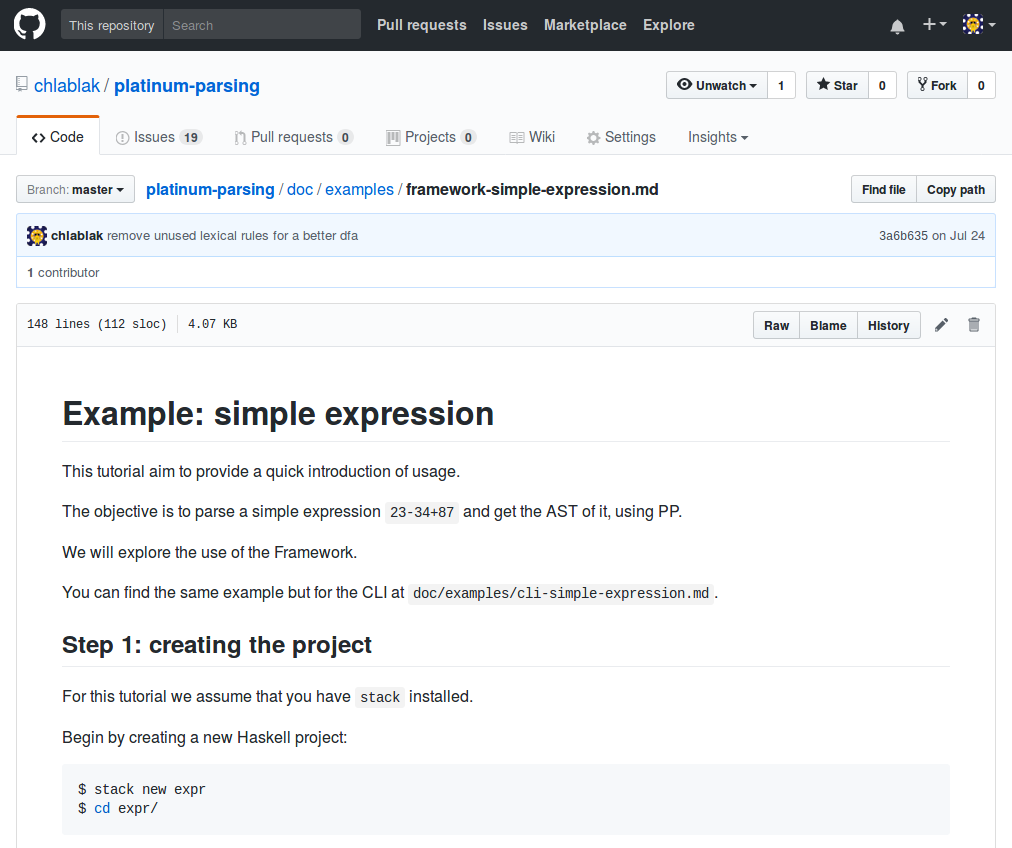 This repository Search Pull requests Issues Marketplace Explore
chlablak / platinum-parsing Unwatch 1 Star 0 Fork 0
Code Issues 19 Pull requests 0 Projects 0 Wiki Settings Insights
Branch: master platinum-parsing / doc / examples / framework-simple-expression.md Find file Copy path
chlablak remove unused lexical rules for a better dfa 3a6b635 on Jul 24
1 contributor
148 lines (112 sloc) 4.07 KB Raw Blame History
Example: simple expression
This tutorial aim to provide a quick introduction of usage.
The objective is to parse a simple expression 23-34+87 and get the AST of it, using PP.
We will explore the use of the Framework.
You can find the same example but for the CLI at doc/examples/cli-simple-expression.md .
Step 1: creating the project
For this tutorial we assume that you have stack installed.
Begin by creating a new Haskell project:
$ stack new expr
$ cd expr/